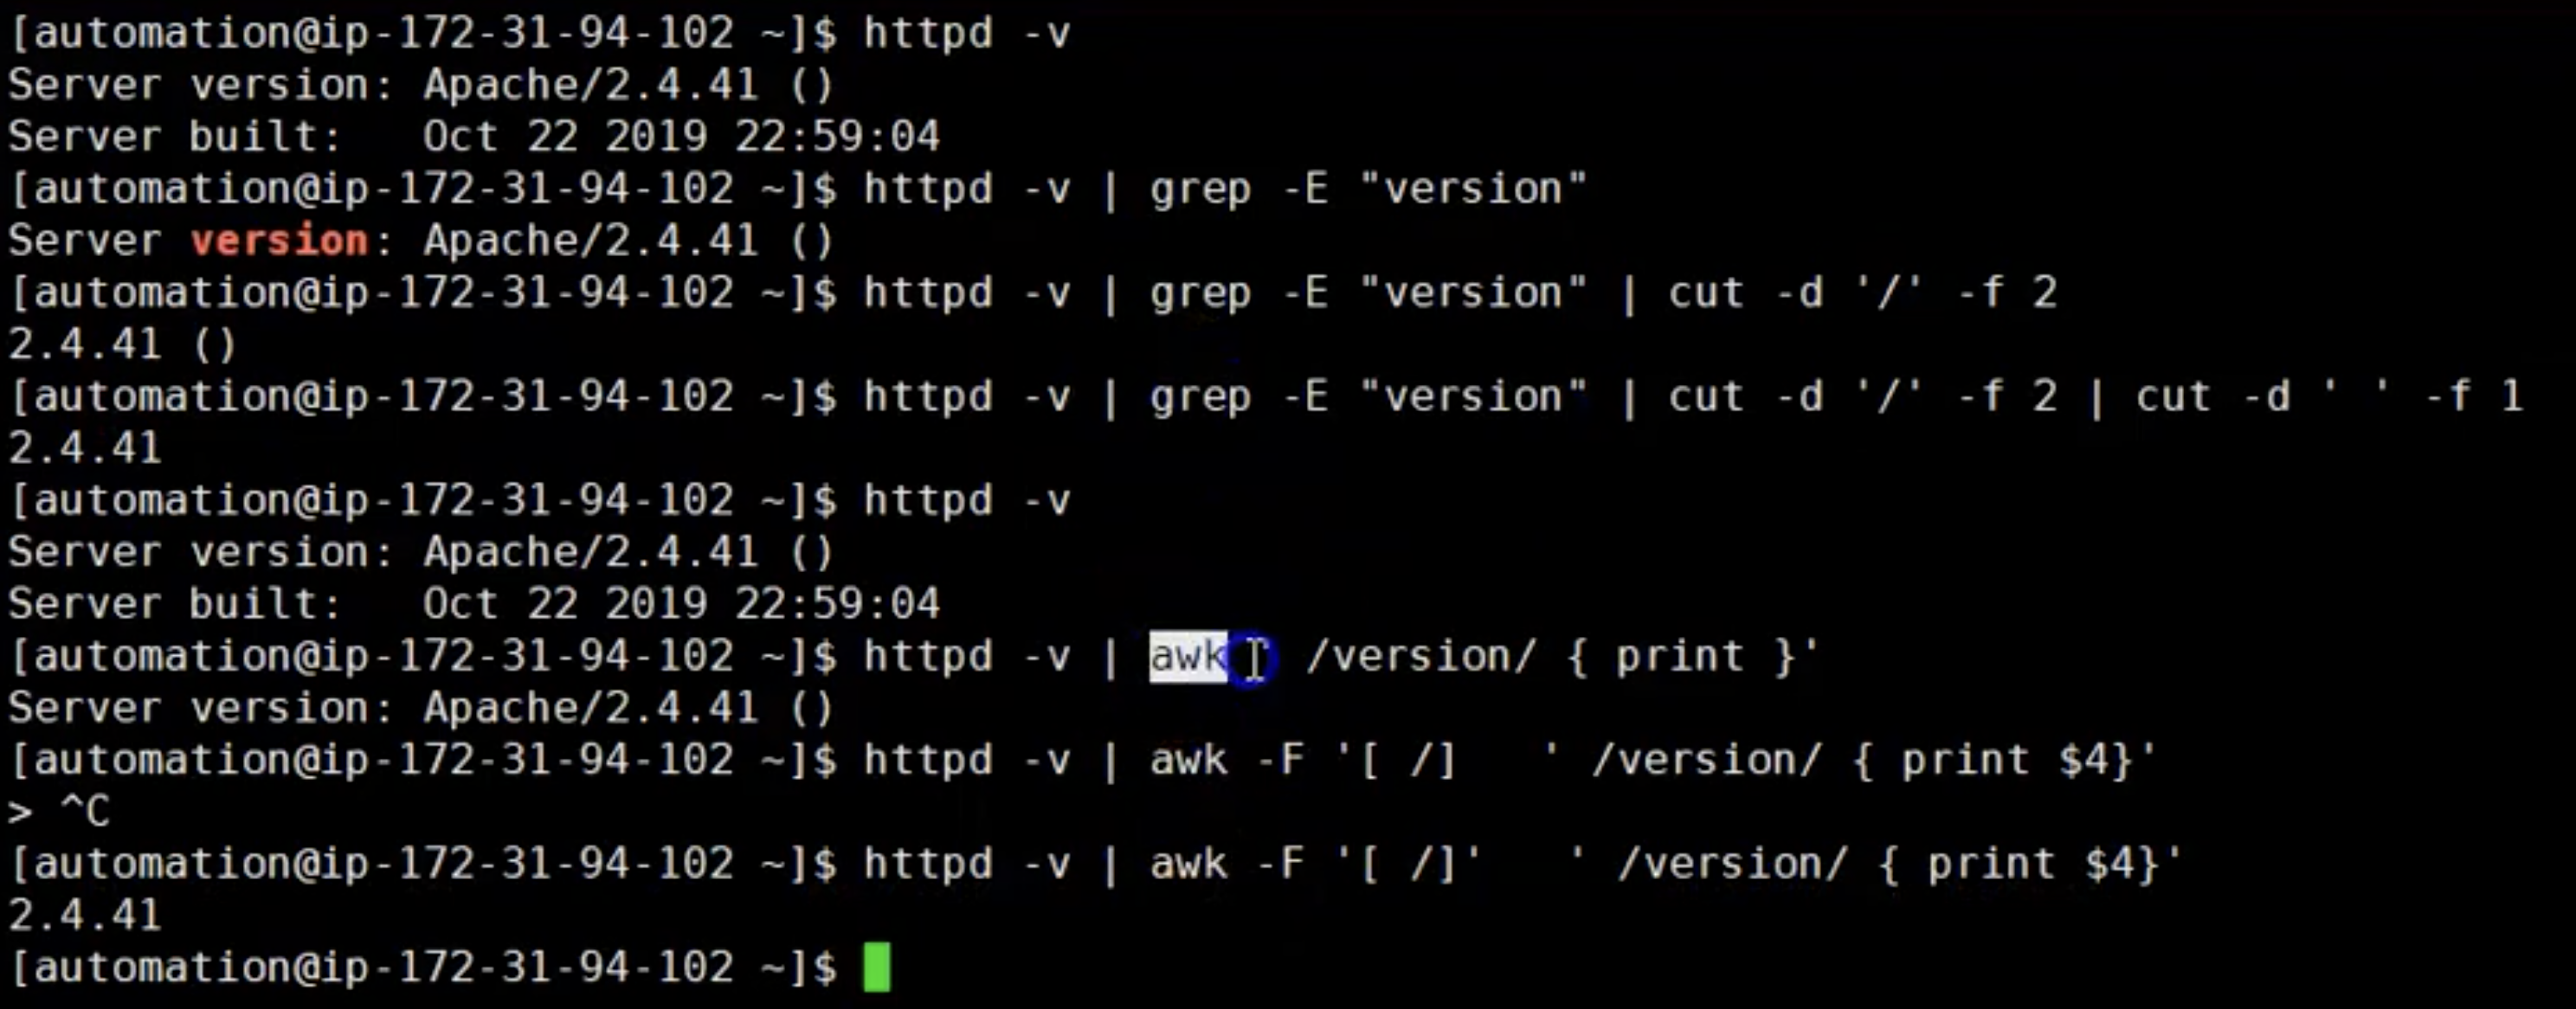 [automation@ip-172-31-94-102 ~]$ httpd -v
Server version: Apache/2.4.41 ()
Server built:   Oct 22 2019 22:59:04
[automation@ip-172-31-94-102 ~]$ httpd -v | grep -E "version"
Server version: Apache/2.4.41 ()
[automation@ip-172-31-94-102 ~]$ httpd -v | grep -E "version" | cut -d '/' -f 2
2.4.41 ()
[automation@ip-172-31-94-102 ~]$ httpd -v | grep -E "version" | cut -d '/' -f 2 | cut -d ' ' -f 1
2.4.41
[automation@ip-172-31-94-102 ~]$ httpd -v
Server version: Apache/2.4.41 ()
Server built:   Oct 22 2019 22:59:04
[automation@ip-172-31-94-102 ~]$ httpd -v | awk /version/ { print }'
Server version: Apache/2.4.41 ()
[automation@ip-172-31-94-102 ~]$ httpd -v | awk -F '[ /]   ' /version/ { print $4}'
> ^C
[automation@ip-172-31-94-102 ~]$ httpd -v | awk -F '[ /]'   ' /version/ { print $4}'
2.4.41
[automation@ip-172-31-94-102 ~]$